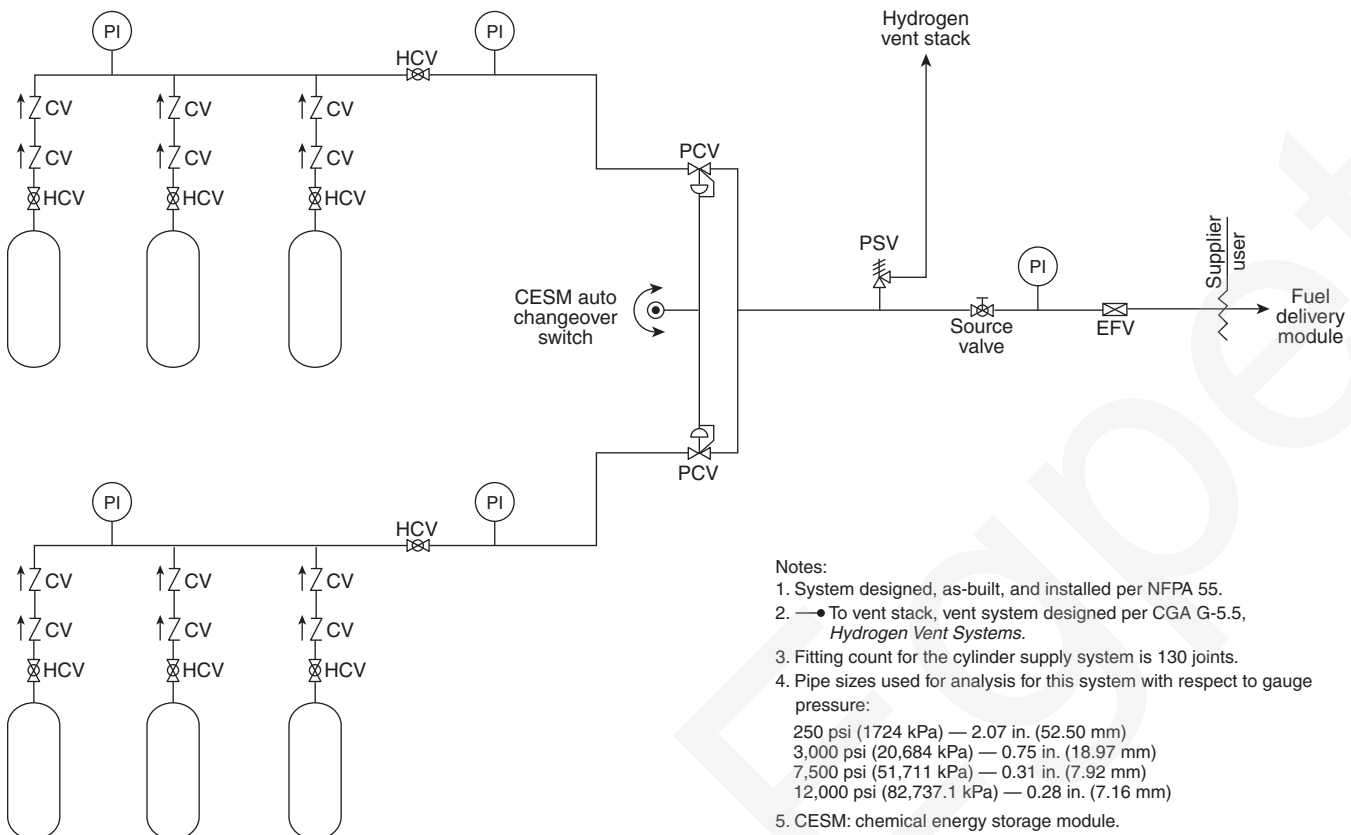 Hydrogen
vent stack
PI
PI
HCV
CV
CV
CV
CV
CV
CV
HCV
HCV
HCV
PCV
PSV
PI
Supplier
user
CESM auto
changeover
switch
Source
valve
EFV
Fuel
delivery
module
PCV
PI
PI
HCV
CV
CV
CV
CV
CV
CV
HCV
HCV
HCV
Notes:
1. System designed, as-built, and installed per NFPA 55.
2. To vent stack, vent system designed per CGA G-5.5,
Hydrogen Vent Systems.
3. Fitting count for the cylinder supply system is 130 joints.
4. Pipe sizes used for analysis for this system with respect to gauge
pressure:
250 psi (1724 kPa) — 2.07 in. (52.50 mm)
3,000 psi (20,684 kPa) — 0.75 in. (18.97 mm)
7,500 psi (51,711 kPa) — 0.31 in. (7.92 mm)
12,000 psi (82,737.1 kPa) — 0.28 in. (7.16 mm)
5. CESM: chemical energy storage module.
Egpet